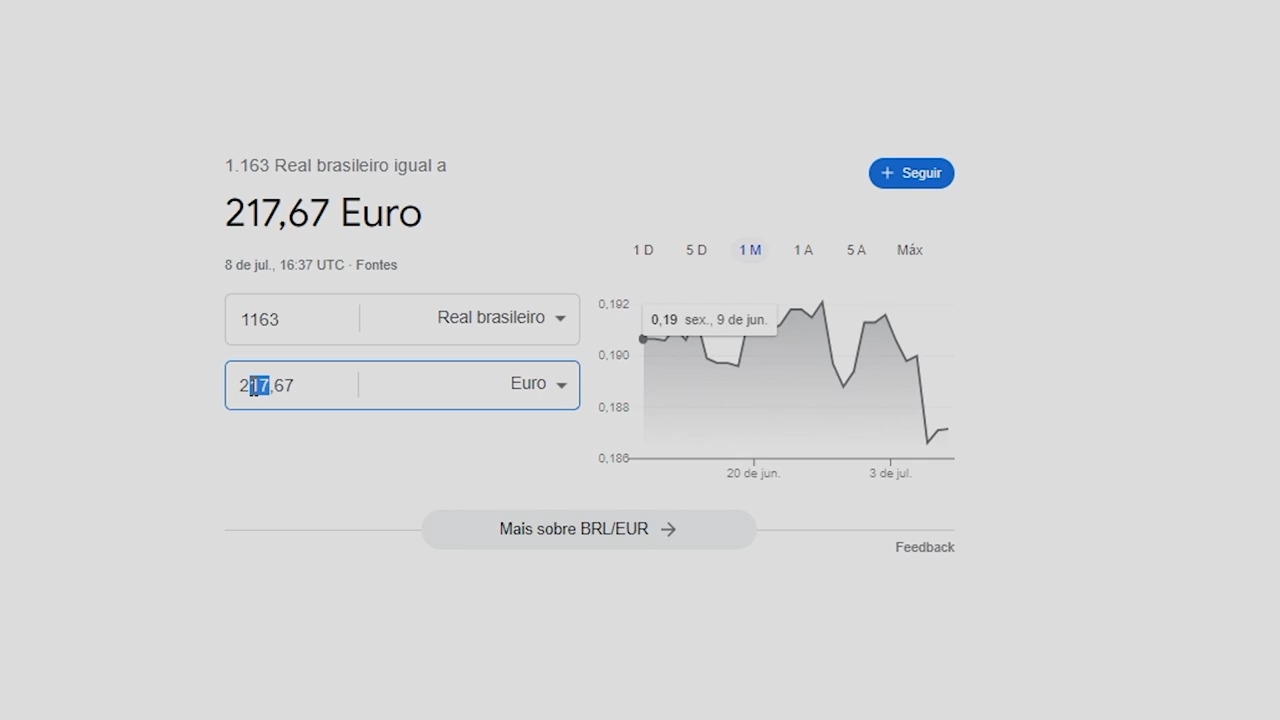 1.163 Real brasileiro igual a
217,67 Euro
8 de jul., 16:37 UTC · Fontes
1163 Real brasileiro
217,67 Euro
+ Seguir
1 D 5 D 1 M 1 A 5 A Máx
0,192
0,19 sex., 9 de jun.
0,190
0,188
0,186
20 de jun. 3 de jul.
Mais sobre BRL/EUR →
Feedback